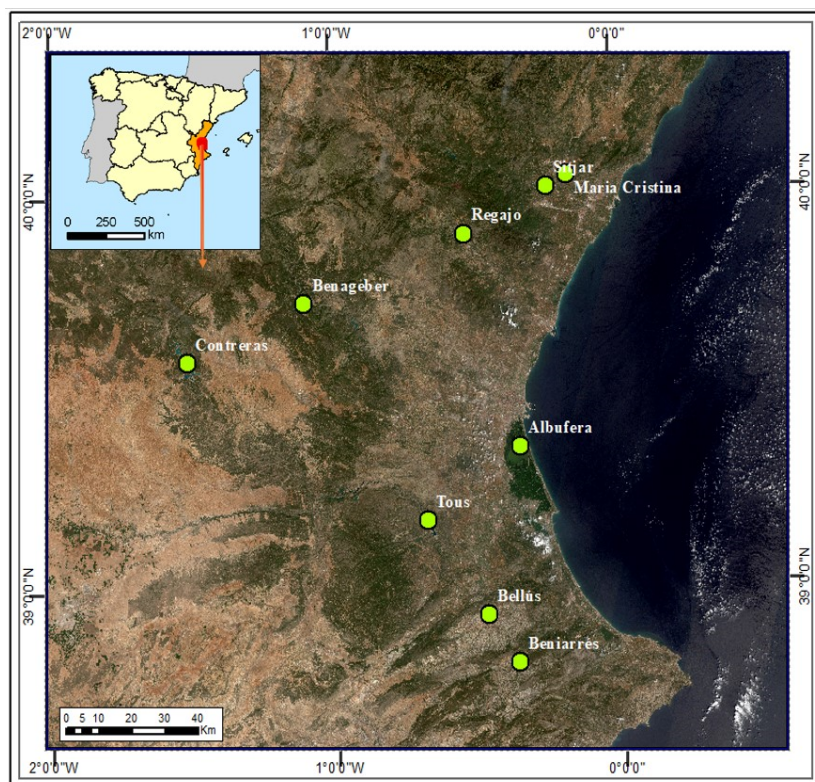 2°0'0"W
1°0'0"W
0°0'0"
40°0'0"N
40°0'0"N
0 250 500
km
Sitjar
Maria Cristina
Regajo
Benageber
Contreras
Albufera
Tous
39°0'0"N
39°0'0"N
Bellús
Beniarrés
0 5 10 20 30 40
Km
2°0'0"W
1°0'0"W
0°0'0"